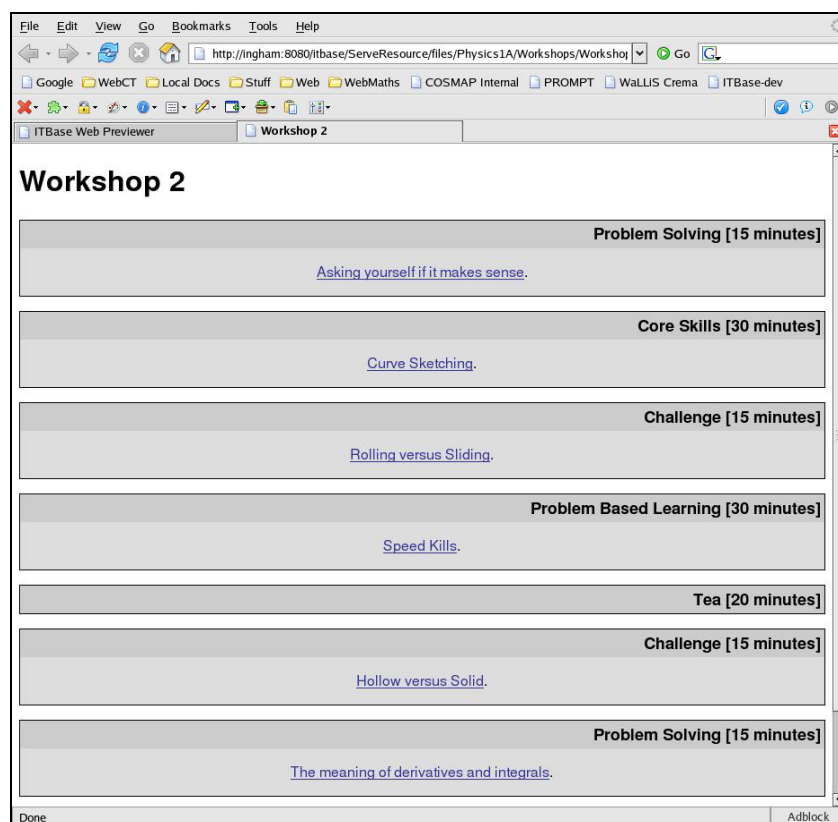 File Edit View Go Bookmarks Tools Help
http://ingham:8080/itbase/ServeResource/files/Physics1A/Workshops/Workshop Go G
Google WebCT Local Docs Stuff Web WebMaths COSMAP Internal PROMPT WaLLiS Crema ITBase-dev
ITBase Web Previewer Workshop 2
Workshop 2
Problem Solving [15 minutes]
Asking yourself if it makes sense.
Core Skills [30 minutes]
Curve Sketching.
Challenge [15 minutes]
Rolling versus Sliding.
Problem Based Learning [30 minutes]
Speed Kills.
Tea [20 minutes]
Challenge [15 minutes]
Hollow versus Solid.
Problem Solving [15 minutes]
The meaning of derivatives and integrals.
Done Adblock